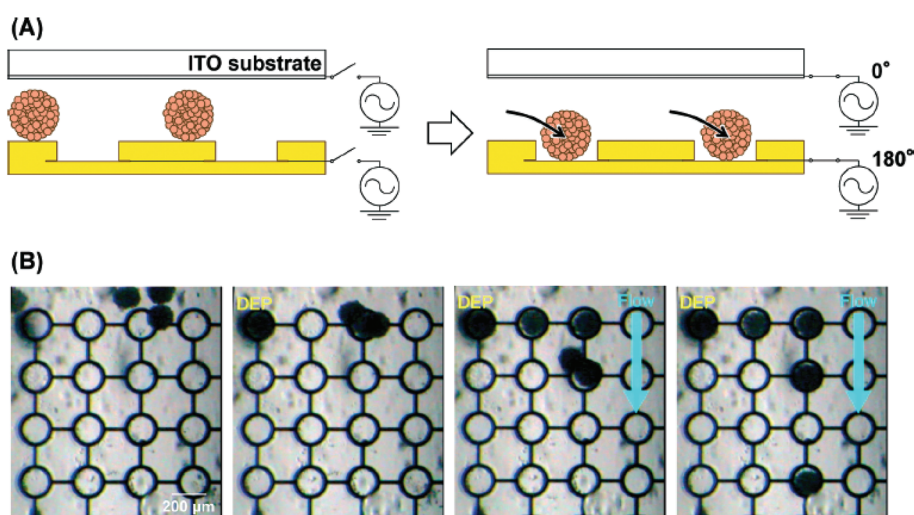 (A)
ITO substrate
0°
180°
(B)
DEP
DEP
Flow
DEP
Flow
200 μm